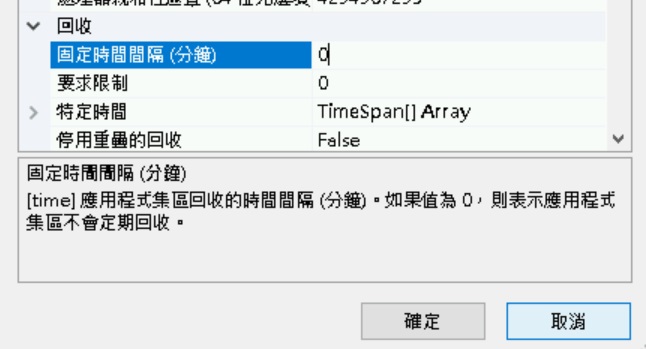 回收
固定時間間隔 (分鐘) 0
要求限制 0
特定時間 TimeSpan[] Array
停用重疊的回收 False
固定時間間隔 (分鐘)
[time] 應用程式集區回收的時間間隔 (分鐘)。如果值為 0，則表示應用程式
集區不會定期回收。
確定 取消